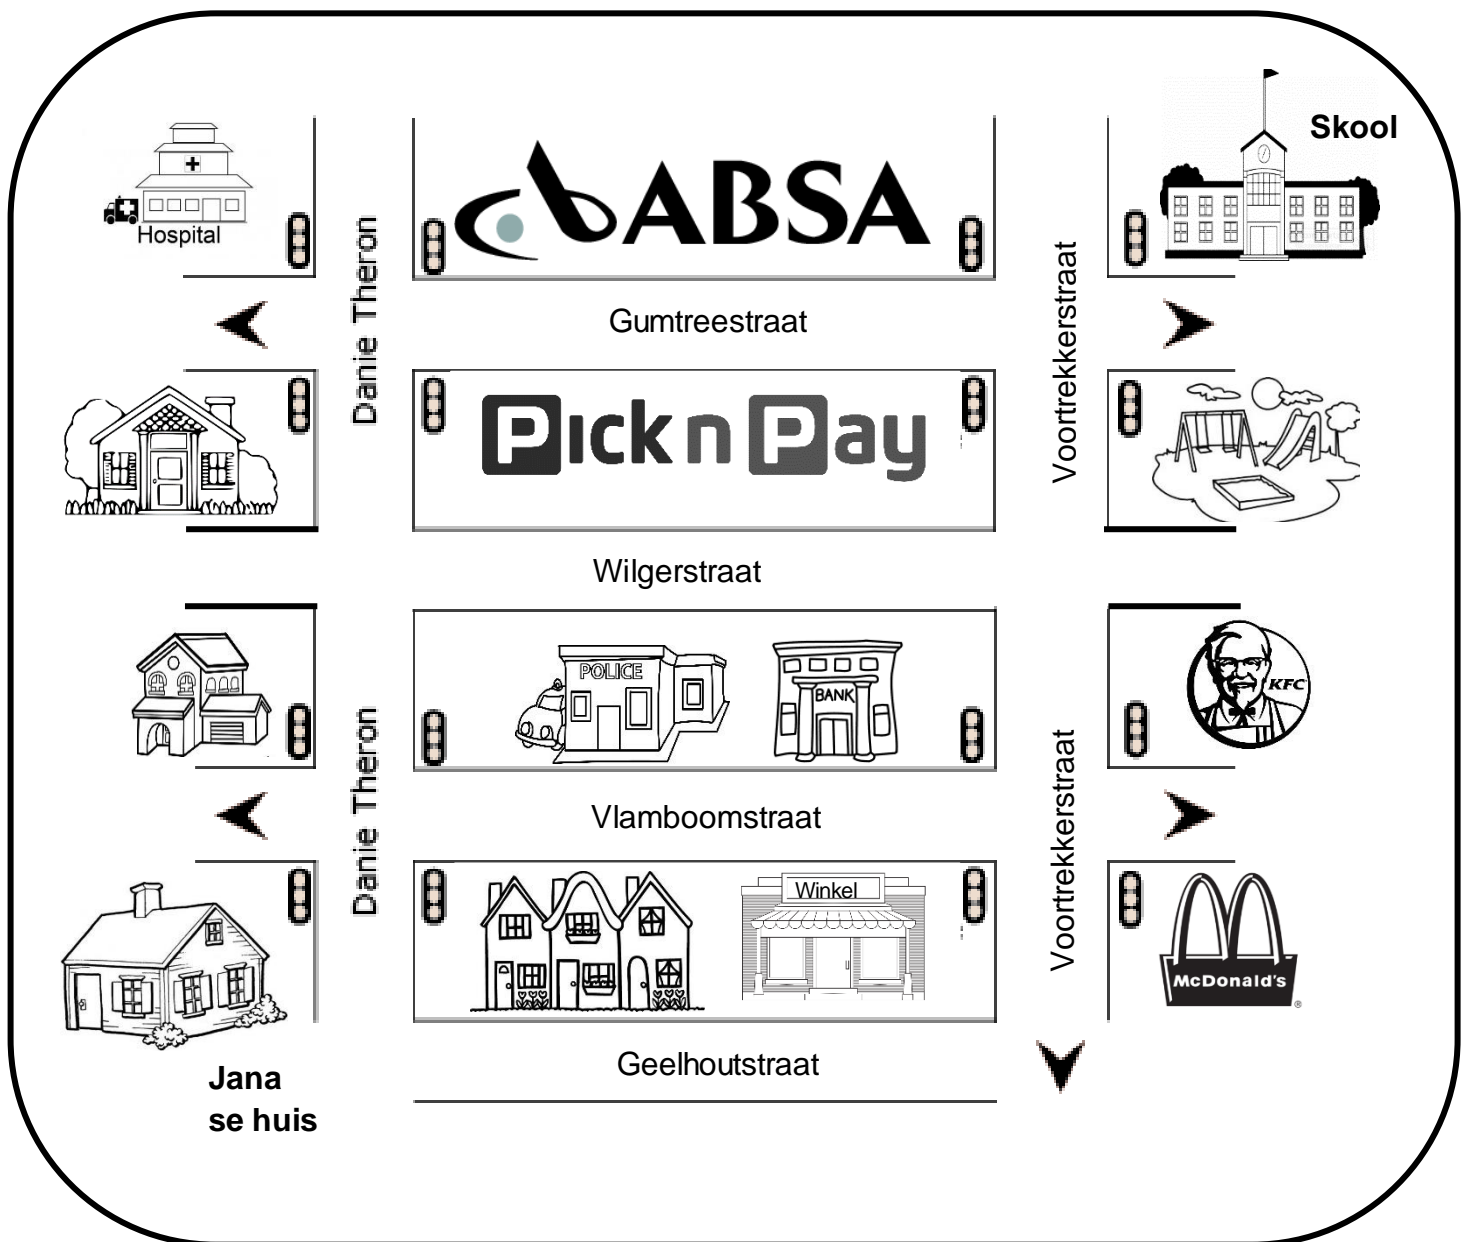 Skool
ABSA
Hospital
Danie Theron
Voortrekkerstraat
Gumtreestraat
Pick n Pay
Wilgerstraat
POLICE
BANK
KFC
Danie Theron
Voortrekkerstraat
Vlamboomstraat
Winkel
McDonald's
®
Geelhoutstraat
Jana
se huis